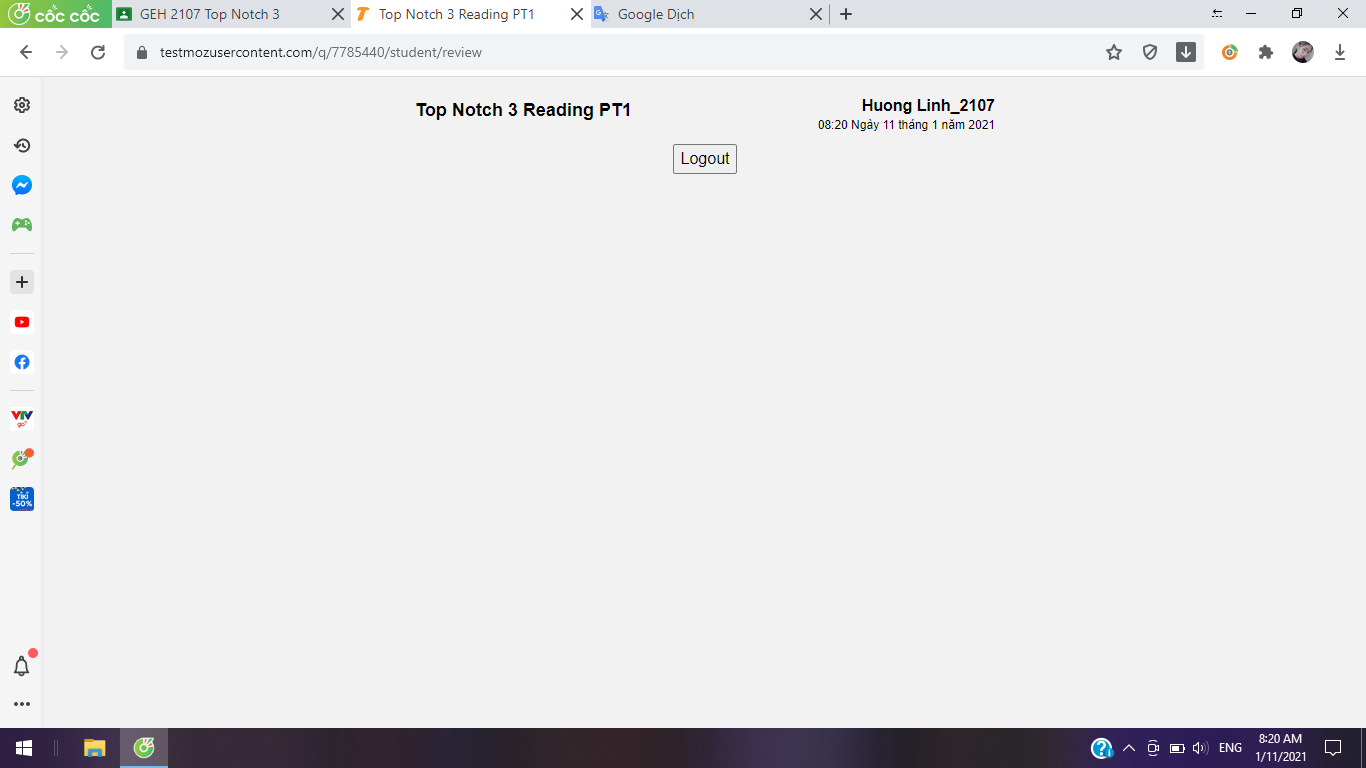 cốc cốc
GEH 2107 Top Notch 3
Top Notch 3 Reading PT1
Google Dịch
testmozusercontent.com/q/7785440/student/review
Top Notch 3 Reading PT1
Huong Linh_2107
08:20 Ngày 11 tháng 1 năm 2021
Logout
VTV
go
TIKI
-50%
ENG
8:20 AM
1/11/2021